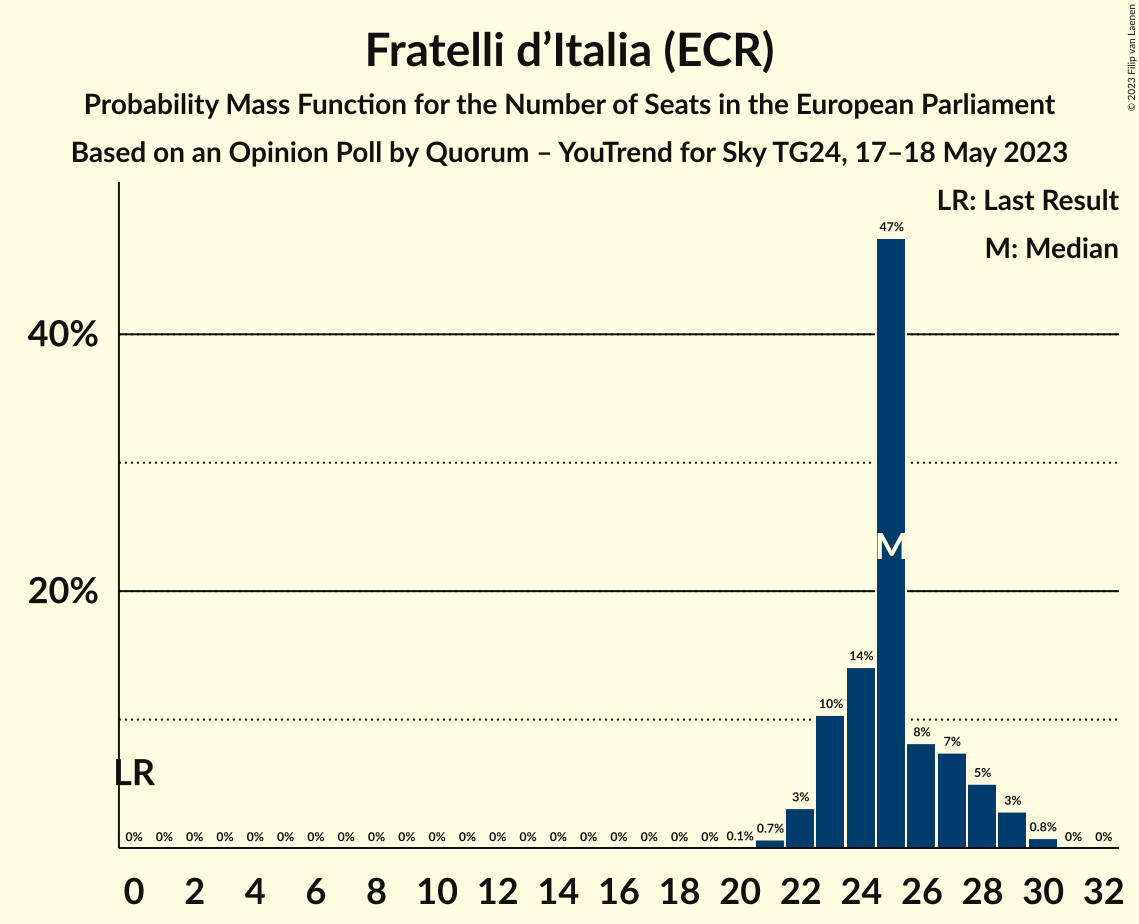 Fratelli d’Italia (ECR)
Probability Mass Function for the Number of Seats in the European Parliament
Based on an Opinion Poll by Quorum – YouTrend for Sky TG24, 17–18 May 2023
© 2023 Filip van Laenen
LR: Last Result
M: Median
47%
40%
M
20%
14%
10%
8%
7%
LR
5%
3%
3%
0% 0% 0% 0% 0% 0% 0% 0% 0% 0% 0% 0% 0% 0% 0% 0% 0% 0% 0% 0% 0.1% 0.7% 0.8% 0% 0%
0 2 4 6 8 10 12 14 16 18 20 22 24 26 28 30 32